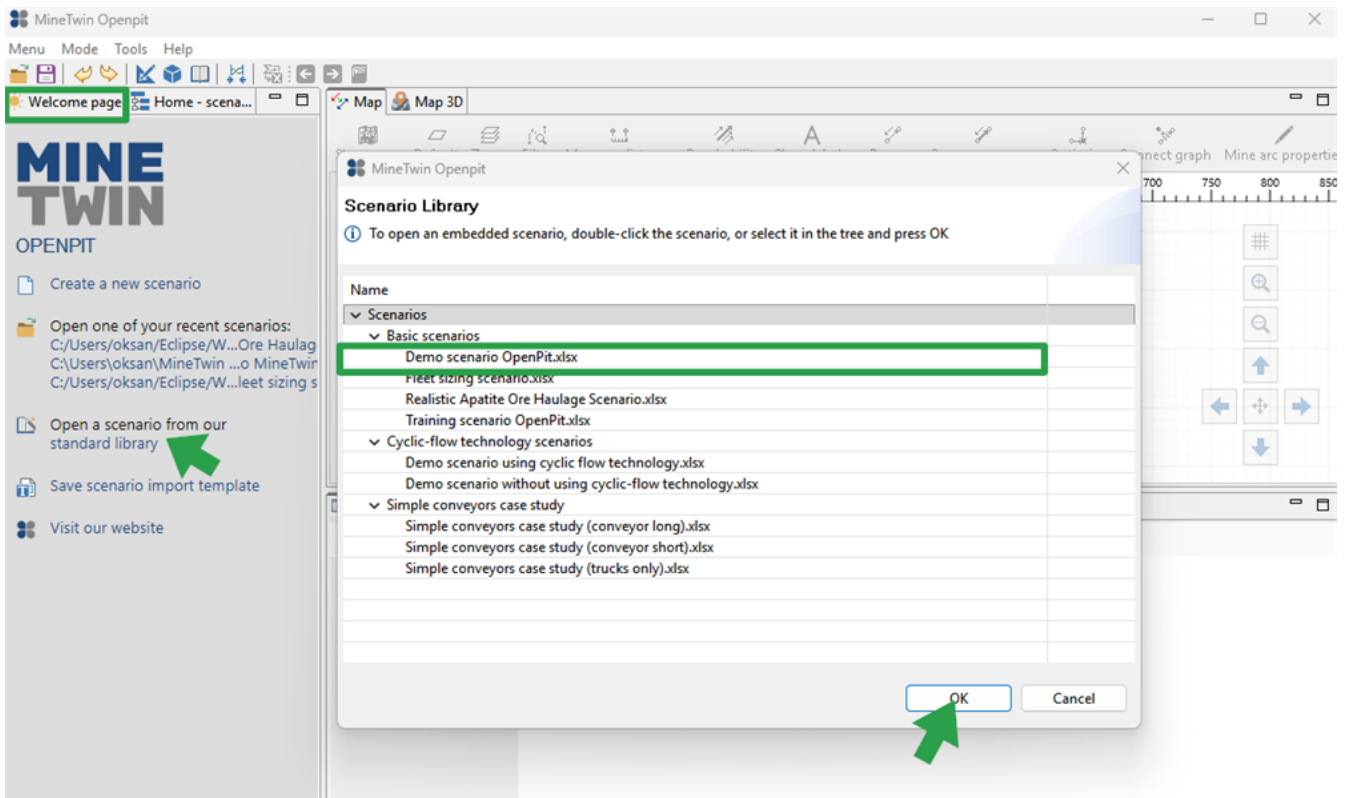 MineTwin Openpit
Menu Mode Tools Help
Welcome page
Home - scena...
Map
Map 3D
MINE
TWIN
OPENPIT
Create a new scenario
Open one of your recent scenarios:
C:/Users/oksan/Eclipse/W...Ore Haulag
C:\Users\oksan\MineTwin ...o MineTwin
C:/Users/oksan/Eclipse/W...leet sizing s
Open a scenario from our
standard library
Save scenario import template
Visit our website
nnect graph
Mine arc propertie
700 750 800 850
MineTwin Openpit
Scenario Library
To open an embedded scenario, double-click the scenario, or select it in the tree and press OK
Name
Scenarios
Basic scenarios
Demo scenario OpenPit.xlsx
Fleet sizing scenario.xlsx
Realistic Apatite Ore Haulage Scenario.xlsx
Training scenario OpenPit.xlsx
Cyclic-flow technology scenarios
Demo scenario using cyclic flow technology.xlsx
Demo scenario without using cyclic-flow technology.xlsx
Simple conveyors case study
Simple conveyors case study (conveyor long).xlsx
Simple conveyors case study (conveyor short).xlsx
Simple conveyors case study (trucks only).xlsx
OK
Cancel